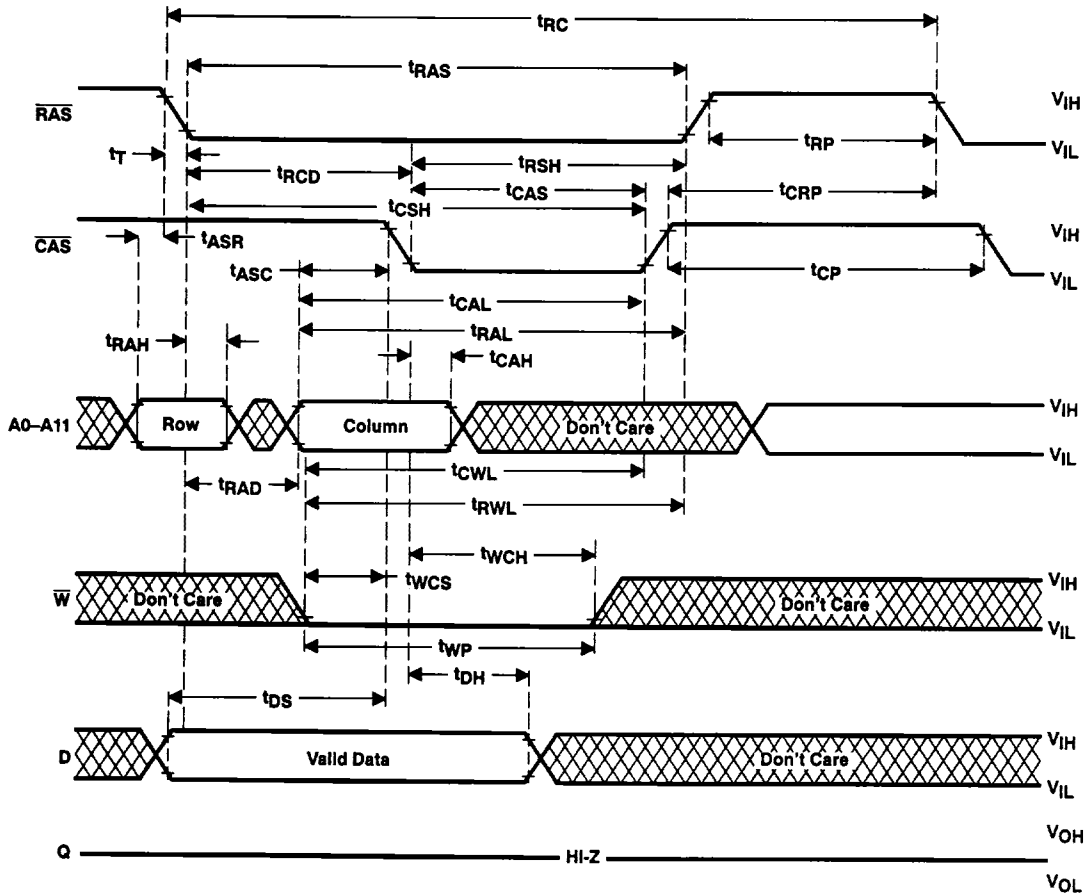 tRC
tRAS
RAS
VIH
VIL
tT
tRP
tRCD
tRSH
tCAS
tCRP
tCSH
CAS
VIH
VIL
tASR
tASC
tCP
tCAL
tRAL
tRAH
tCAH
A0–A11
Row
Column
Don't Care
VIH
VIL
tCWL
tRAD
tRWL
tWCH
W
Don't Care
tWCS
Don't Care
VIH
VIL
tWP
tDH
tDS
D
Valid Data
Don't Care
VIH
VIL
Q
HI-Z
VOH
VOL